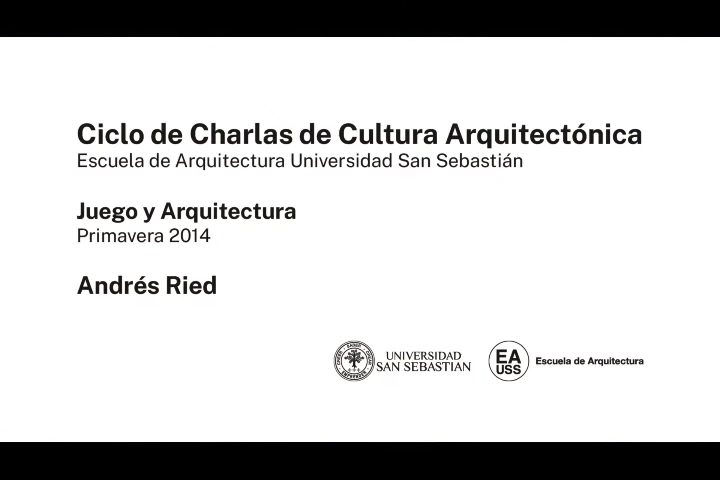 Ciclo de Charlas de Cultura Arquitectónica
Escuela de Arquitectura Universidad San Sebastián
Juego y Arquitectura
Primavera 2014
Andrés Ried
UNIVERSIDAD
SAN SEBASTIAN
EA
USS
Escuela de Arquitectura